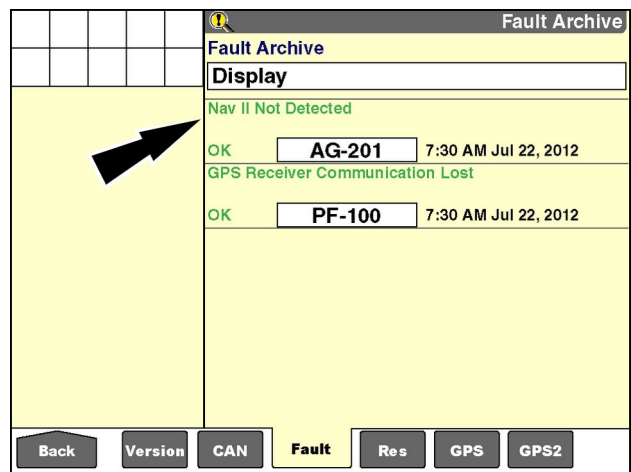 Fault Archive
Fault Archive
Display
Nav II Not Detected
OK AG-201 7:30 AM Jul 22, 2012
GPS Receiver Communication Lost
OK PF-100 7:30 AM Jul 22, 2012
Back Version CAN Fault Res GPS GPS2